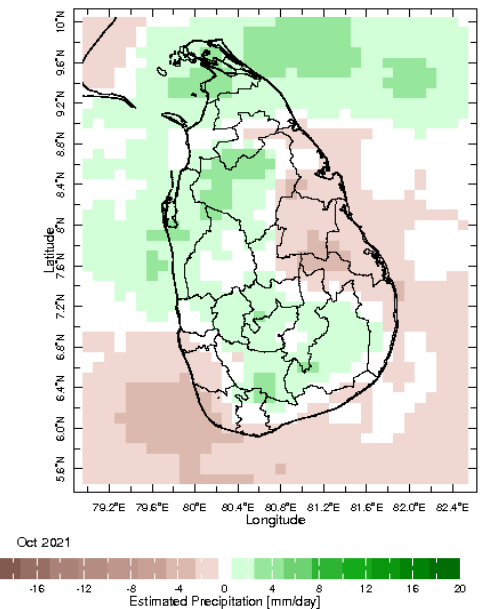 10°N
9.6°N
9.2°N
8.8°N
8.4°N
8°N
7.6°N
7.2°N
6.8°N
6.4°N
6.0°N
5.6°N
Latitude
79.2°E 79.6°E 80°E 80.4°E 80.8°E 81.2°E 81.6°E 82.0°E 82.4°E
Longitude
Oct 2021
-16 -12 -8 -4 0 4 8 12 16 20
Estimated Precipitation [mm/day]